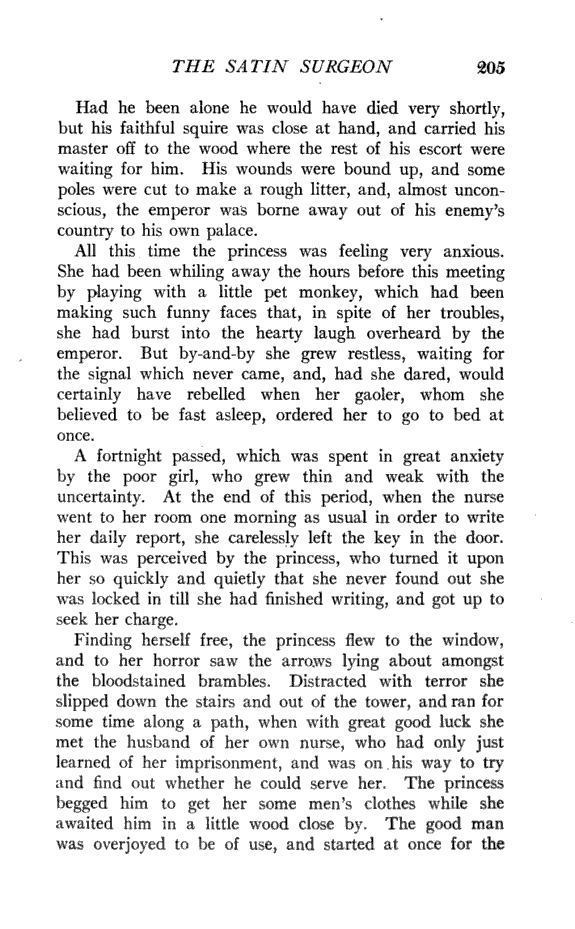 THE SATIN SURGEON 205
Had he been alone he would have died very shortly,
but his faithful squire was close at hand, and carried his
master off to the wood where the rest of his escort were
waiting for him. His wounds were bound up, and some
poles were cut to make a rough litter, and, almost uncon-
scious, the emperor was borne away out of his enemy's
country to his own palace.
All this time the princess was feeling very anxious.
She had been whiling away the hours before this meeting
by playing with a little pet monkey, which had been
making such funny faces that, in spite of her troubles,
she had burst into the hearty laugh overheard by the
emperor. But by-and-by she grew restless, waiting for
the signal which never came, and, had she dared, would
certainly have rebelled when her gaoler, whom she
believed to be fast asleep, ordered her to go to bed at
once.
A fortnight passed, which was spent in great anxiety
by the poor girl, who grew thin and weak with the
uncertainty. At the end of this period, when the nurse
went to her room one morning as usual in order to write
her daily report, she carelessly left the key in the door.
This was perceived by the princess, who turned it upon
her so quickly and quietly that she never found out she
was locked in till she had finished writing, and got up to
seek her charge.
Finding herself free, the princess flew to the window,
and to her horror saw the arrows lying about amongst
the bloodstained brambles. Distracted with terror she
slipped down the stairs and out of the tower, and ran for
some time along a path, when with great good luck she
met the husband of her own nurse, who had only just
learned of her imprisonment, and was on his way to try
and find out whether he could serve her. The princess
begged him to get her some men's clothes while she
awaited him in a little wood close by. The good man
was overjoyed to be of use, and started at once for the